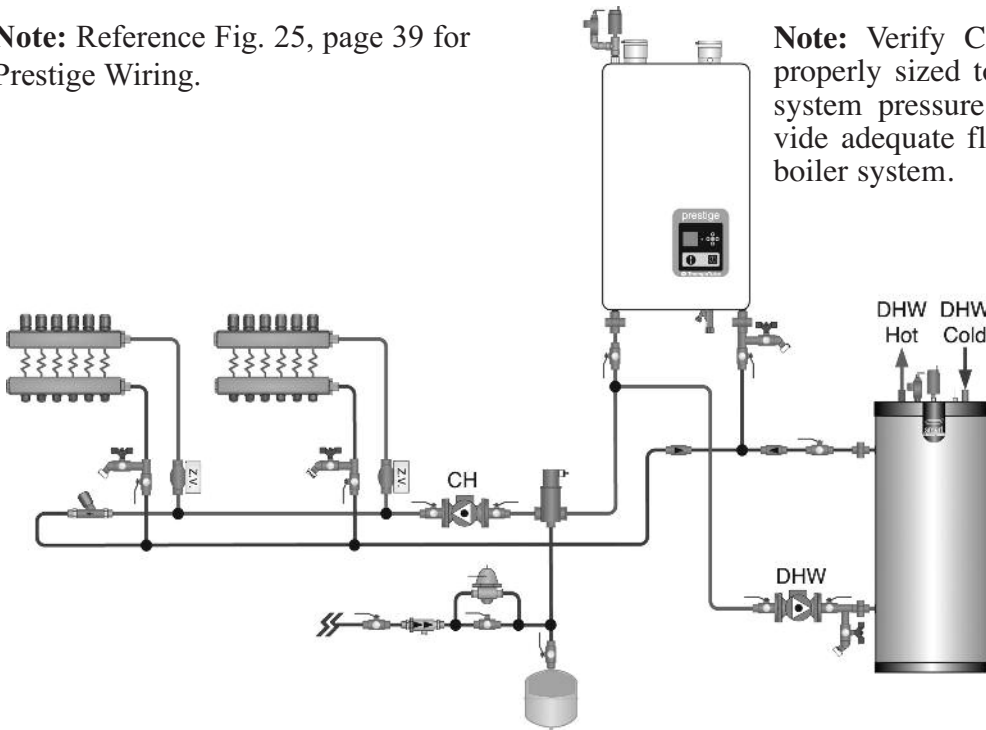 Note: Reference Fig. 25, page 39 for
Prestige Wiring.
Note: Verify C
properly sized to
system pressure
vide adequate fl
boiler system.
prestige
DHW Hot
DHW Cold
Z.V.
Z.V.
CH
DHW